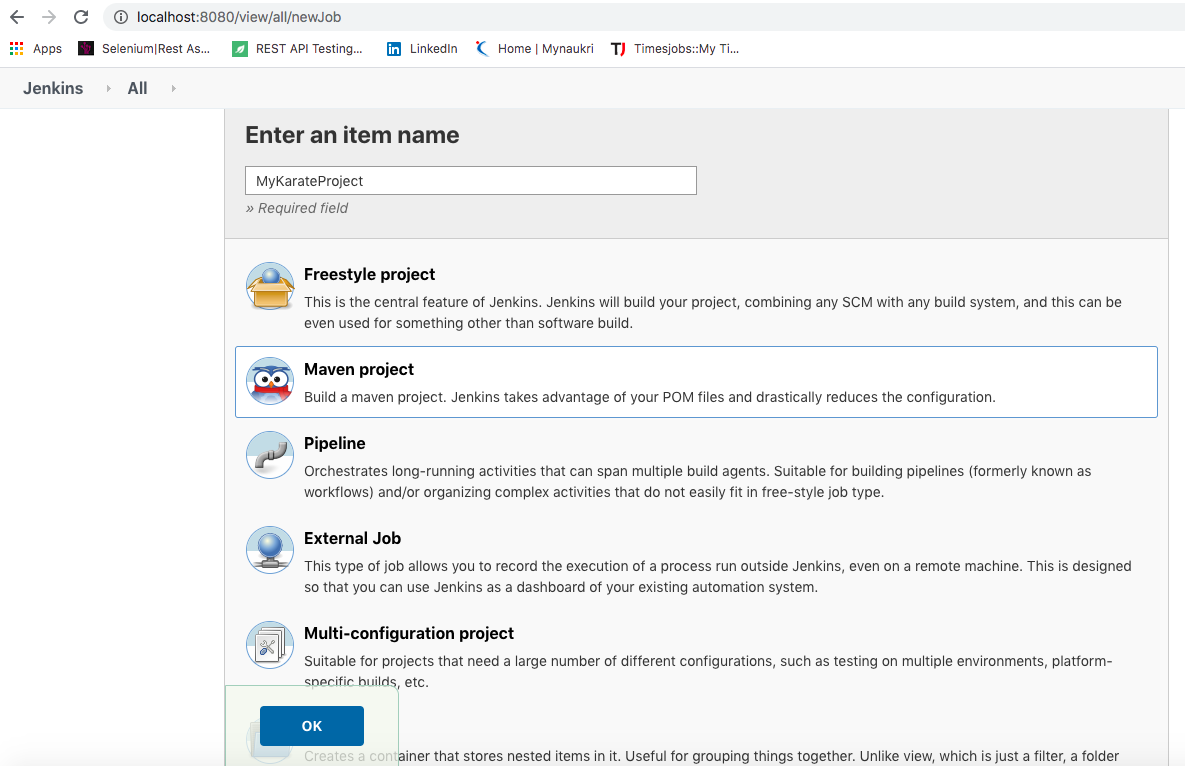 localhost:8080/view/all/newJob
Apps Selenium|Rest As... REST API Testing... LinkedIn Home | Mynaukri Timesjobs::My Ti...
Jenkins All
Enter an item name
MyKarateProject
» Required field
Freestyle project
This is the central feature of Jenkins. Jenkins will build your project, combining any SCM with any build system, and this can be
even used for something other than software build.
Maven project
Build a maven project. Jenkins takes advantage of your POM files and drastically reduces the configuration.
Pipeline
Orchestrates long-running activities that can span multiple build agents. Suitable for building pipelines (formerly known as
workflows) and/or organizing complex activities that do not easily fit in free-style job type.
External Job
This type of job allows you to record the execution of a process run outside Jenkins, even on a remote machine. This is designed
so that you can use Jenkins as a dashboard of your existing automation system.
Multi-configuration project
Suitable for projects that need a large number of different configurations, such as testing on multiple environments, platform-
specific builds, etc.
OK
Creates a container that stores nested items in it. Useful for grouping things together. Unlike view, which is just a filter, a folder